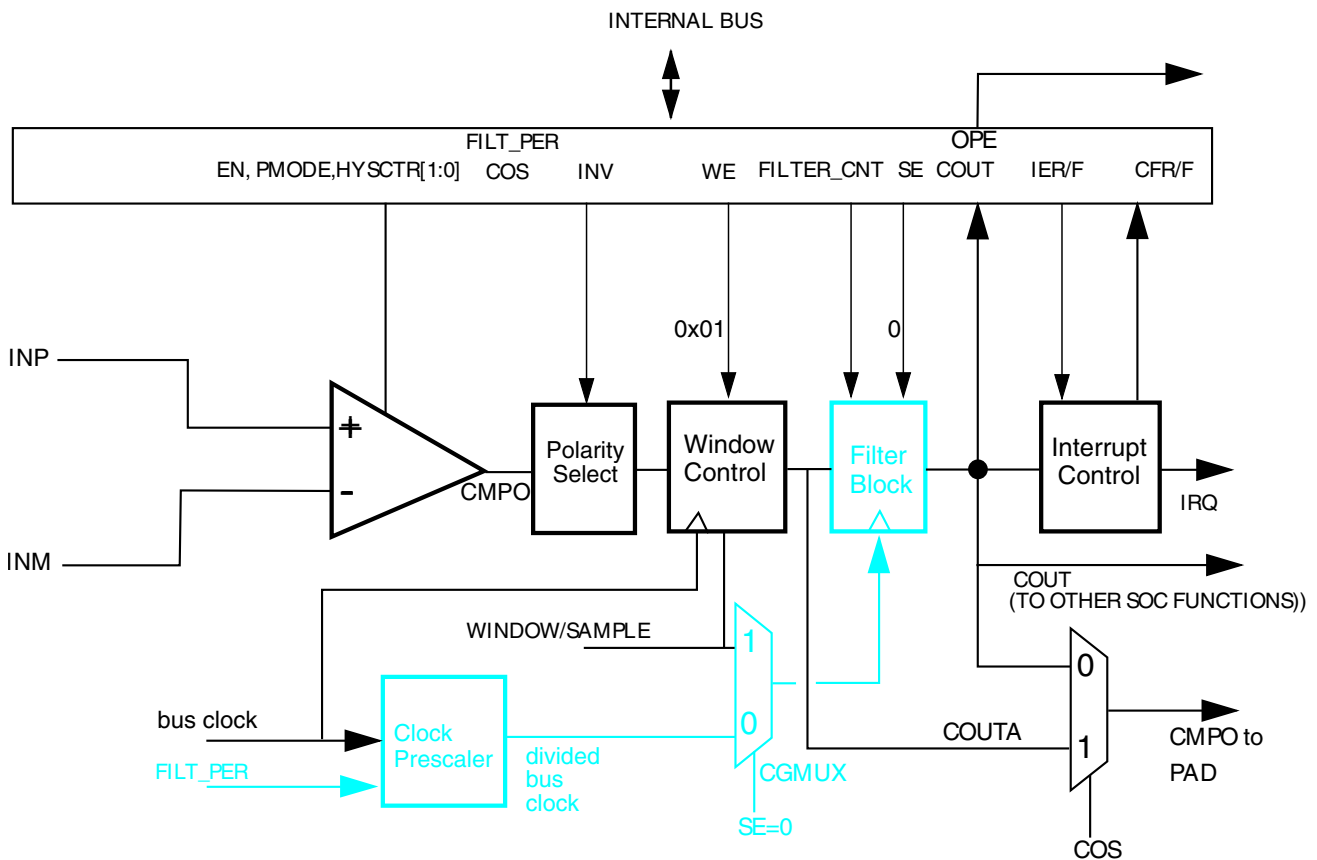 INTERNAL BUS
FILT_PER
OPE
EN, PMODE,HYSCTR[1:0] COS INV WE FILTER_CNT SE COUT IER/F CFR/F
0x01
0
INP
+
-
INM
CMPO
Polarity
Select
Window
Control
Filter
Block
Interrupt
Control
IRQ
COUT
(TO OTHER SOC FUNCTIONS))
WINDOW/SAMPLE
1
0
CGMUX
SE=0
bus clock
FILT_PER
Clock
Prescaler
divided
bus
clock
COUTA
0
1
CMPO to
PAD
COS